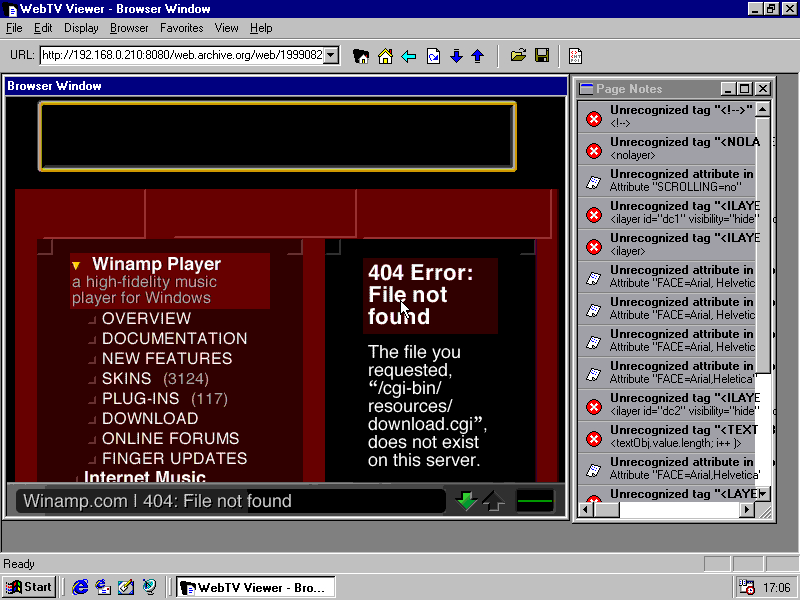 WebTV Viewer - Browser Window
File Edit Display Browser Favorites View Help
URL: http://192.168.0.210:8080/web.archive.org/web/1999082
Browser Window
Winamp Player
a high-fidelity music
player for Windows
OVERVIEW
DOCUMENTATION
NEW FEATURES
SKINS (3124)
PLUG-INS (117)
DOWNLOAD
ONLINE FORUMS
FINGER UPDATES
Internet Music
404 Error:
File not
found
The file you
requested,
“/cgi-bin/
resources/
download.cgi”,
does not exist
on this server.
Winamp.com | 404: File not found
Page Notes
Unrecognized tag "<!-->"
<!-->
Unrecognized tag "<NOLA
<nolayer>
Unrecognized attribute in
Attribute "SCROLLING=no"
Unrecognized tag "<ILAYE
<ilayer id="dc1" visibility="hide"
Unrecognized tag "<ILAYE
<ilayer>
Unrecognized attribute in
Attribute "FACE=Arial, Helvetic
Unrecognized attribute in
Attribute "FACE=Arial, Helvetic
Unrecognized attribute in
Attribute "FACE=Arial, Helvetic
Unrecognized attribute in
Attribute "FACE=Arial,Heletica"
Unrecognized tag "<ILAYE
<ilayer id="dc2" visibility="hide"
Unrecognized tag "<TEXT
<textObj.value.length; i++ )>
Unrecognized attribute in
Attribute "FACE=Arial,Helvetica"
Unrecognized tag "<LAYE
Ready
Start
WebTV Viewer - Bro...
17:06